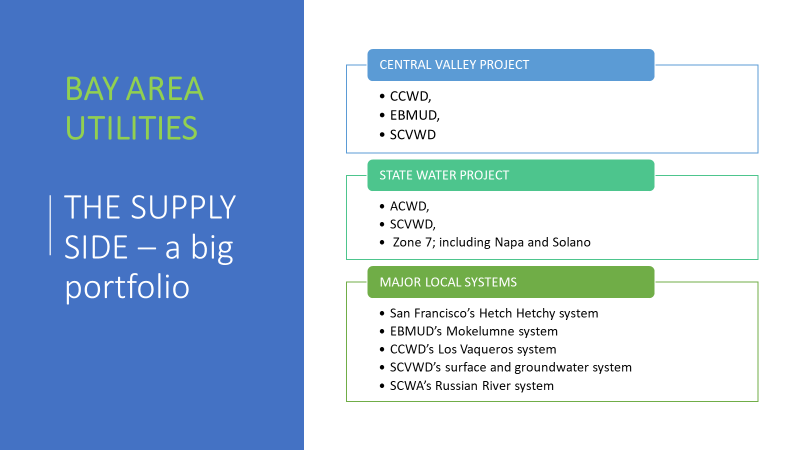 BAY AREA
UTILITIES
THE SUPPLY
SIDE – a big
portfolio
CENTRAL VALLEY PROJECT
• CCWD,
• EBMUD,
• SCVWD
STATE WATER PROJECT
• ACWD,
• SCVWD,
• Zone 7; including Napa and Solano
MAJOR LOCAL SYSTEMS
• San Francisco’s Hetch Hetchy system
• EBMUD’s Mokelumne system
• CCWD’s Los Vaqueros system
• SCVWD’s surface and groundwater system
• SCWA’s Russian River system